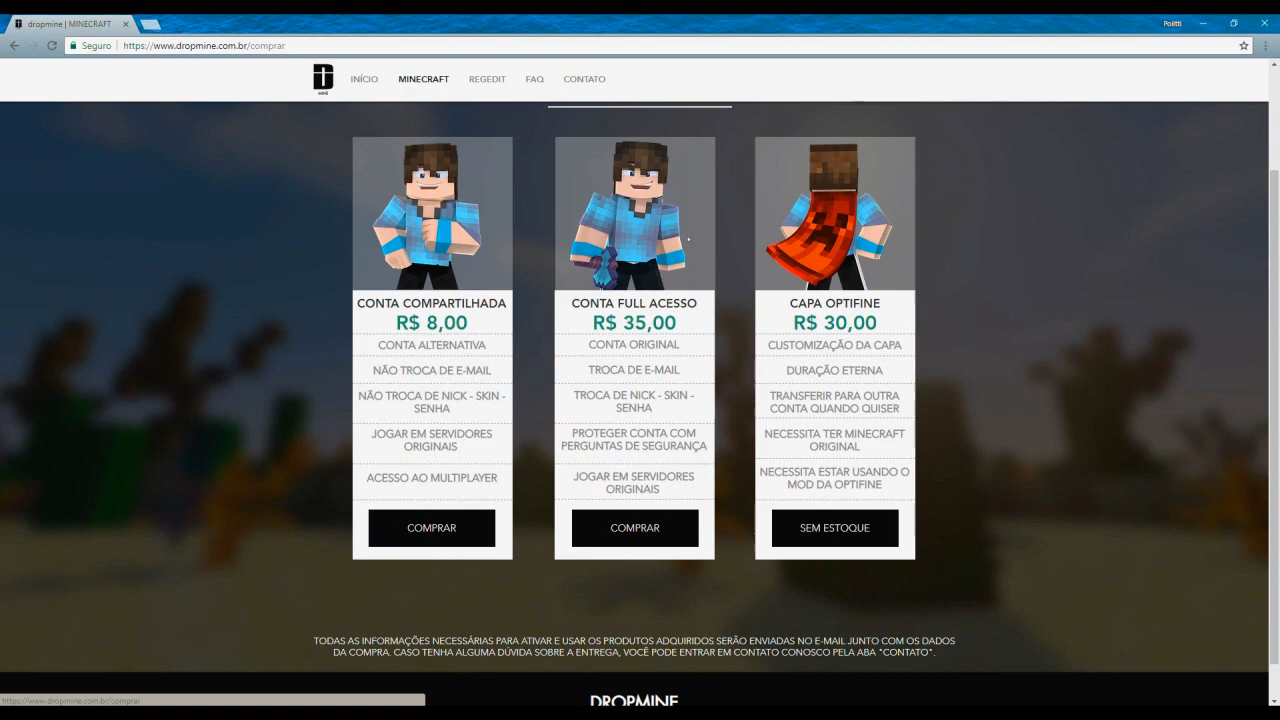 dropmine | MINECRAFT
Politti
Seguro
https://www.dropmine.com.br/comprar
INÍCIO
MINECRAFT
REGEDIT
FAQ
CONTATO
CONTA COMPARTILHADA
R$ 8,00
CONTA ALTERNATIVA
NÃO TROCA DE E-MAIL
NÃO TROCA DE NICK - SKIN -
SENHA
JOGAR EM SERVIDORES
ORIGINAIS
ACESSO AO MULTIPLAYER
COMPRAR
CONTA FULL ACESSO
R$ 35,00
CONTA ORIGINAL
TROCA DE E-MAIL
TROCA DE NICK - SKIN -
SENHA
PROTEGER CONTA COM
PERGUNTAS DE SEGURANÇA
JOGAR EM SERVIDORES
ORIGINAIS
COMPRAR
CAPA OPTIFINE
R$ 30,00
CUSTOMIZAÇÃO DA CAPA
DURAÇÃO ETERNA
TRANSFERIR PARA OUTRA
CONTA QUANDO QUISER
NECESSITA TER MINECRAFT
ORIGINAL
NECESSITA ESTAR USANDO O
MOD DA OPTIFINE
SEM ESTOQUE
TODAS AS INFORMAÇÕES NECESSÁRIAS PARA ATIVAR E USAR OS PRODUTOS ADQUIRIDOS SERÃO ENVIADAS NO E-MAIL JUNTO COM OS DADOS
DA COMPRA. CASO TENHA ALGUMA DÚVIDA SOBRE A ENTREGA, VOCÊ PODE ENTRAR EM CONTATO CONOSCO PELA ABA "CONTATO".
https://www.dropmine.com.br/comprar
DROPMINE